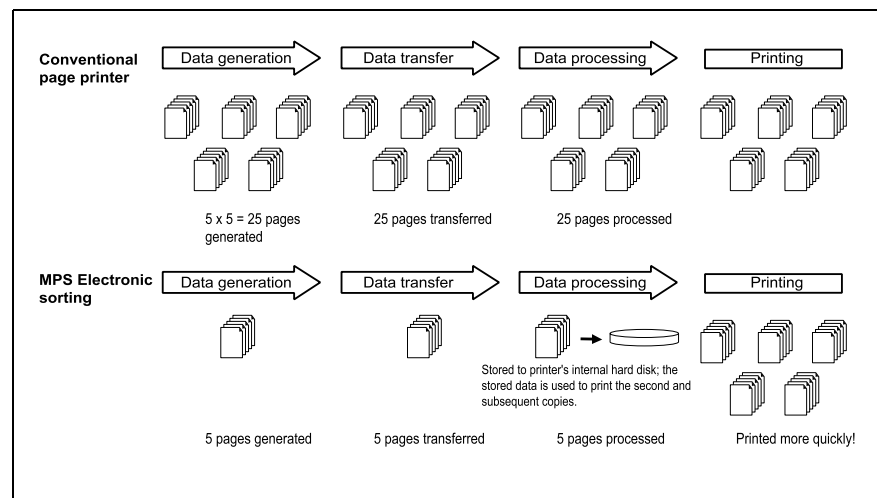 Conventional
page printer
Data generation
Data transfer
Data processing
Printing
5 x 5 = 25 pages
generated
25 pages transferred
25 pages processed
MPS Electronic
sorting
Data generation
Data transfer
Data processing
Printing
Stored to printer's internal hard disk; the
stored data is used to print the second and
subsequent copies.
5 pages generated
5 pages transferred
5 pages processed
Printed more quickly!